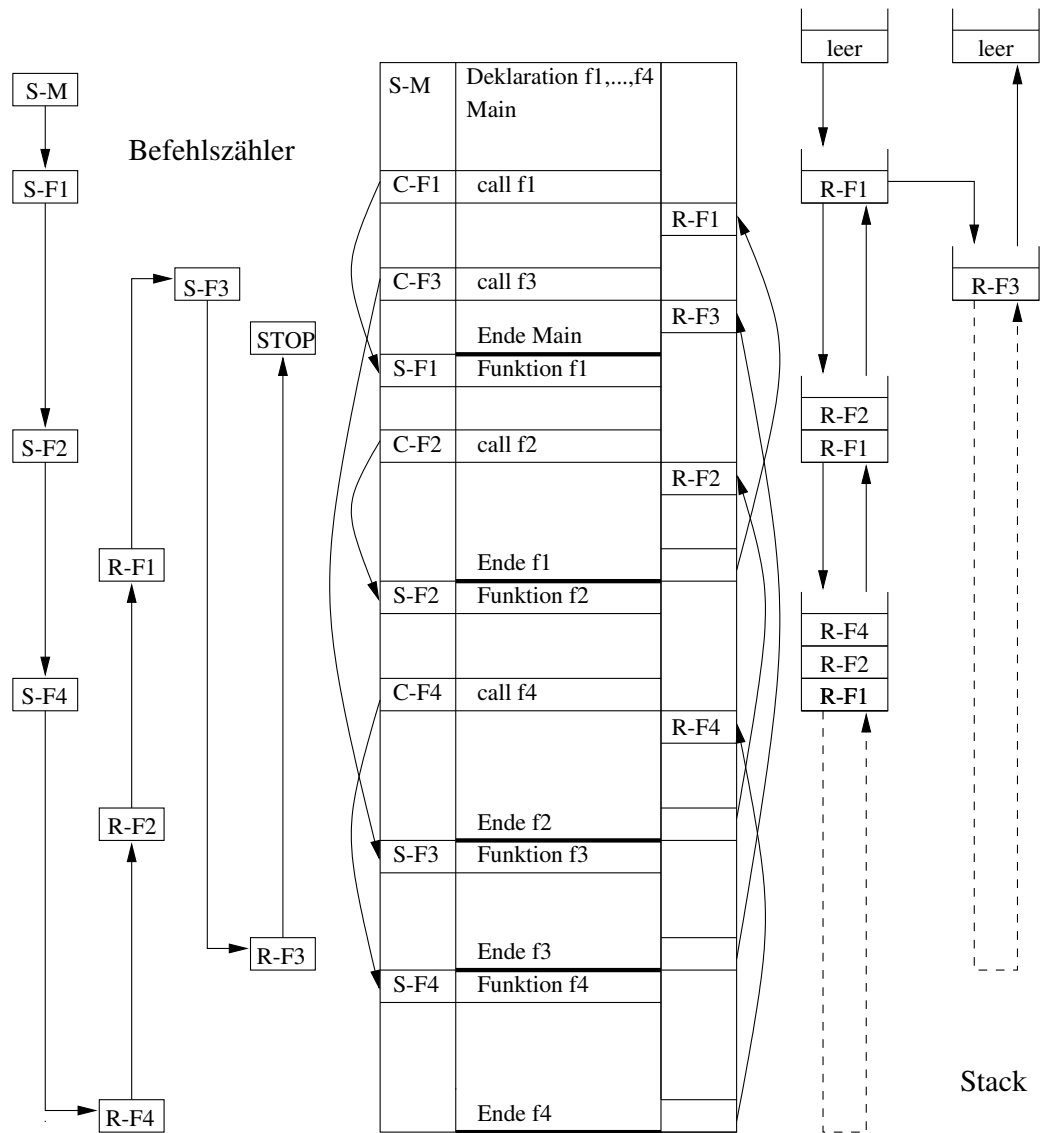 S-M
Befehlszähler
S-F1
S-F3
STOP
S-F2
R-F1
S-F4
R-F2
R-F3
R-F4
S-M
Deklaration f1,...,f4
Main
C-F1 call f1
R-F1
C-F3 call f3
R-F3
Ende Main
S-F1 Funktion f1
C-F2 call f2
R-F2
Ende f1
S-F2 Funktion f2
C-F4 call f4
R-F4
Ende f2
S-F3 Funktion f3
Ende f3
S-F4 Funktion f4
Ende f4
leer
leer
R-F1
R-F3
R-F2
R-F1
R-F4
R-F2
R-F1
Stack